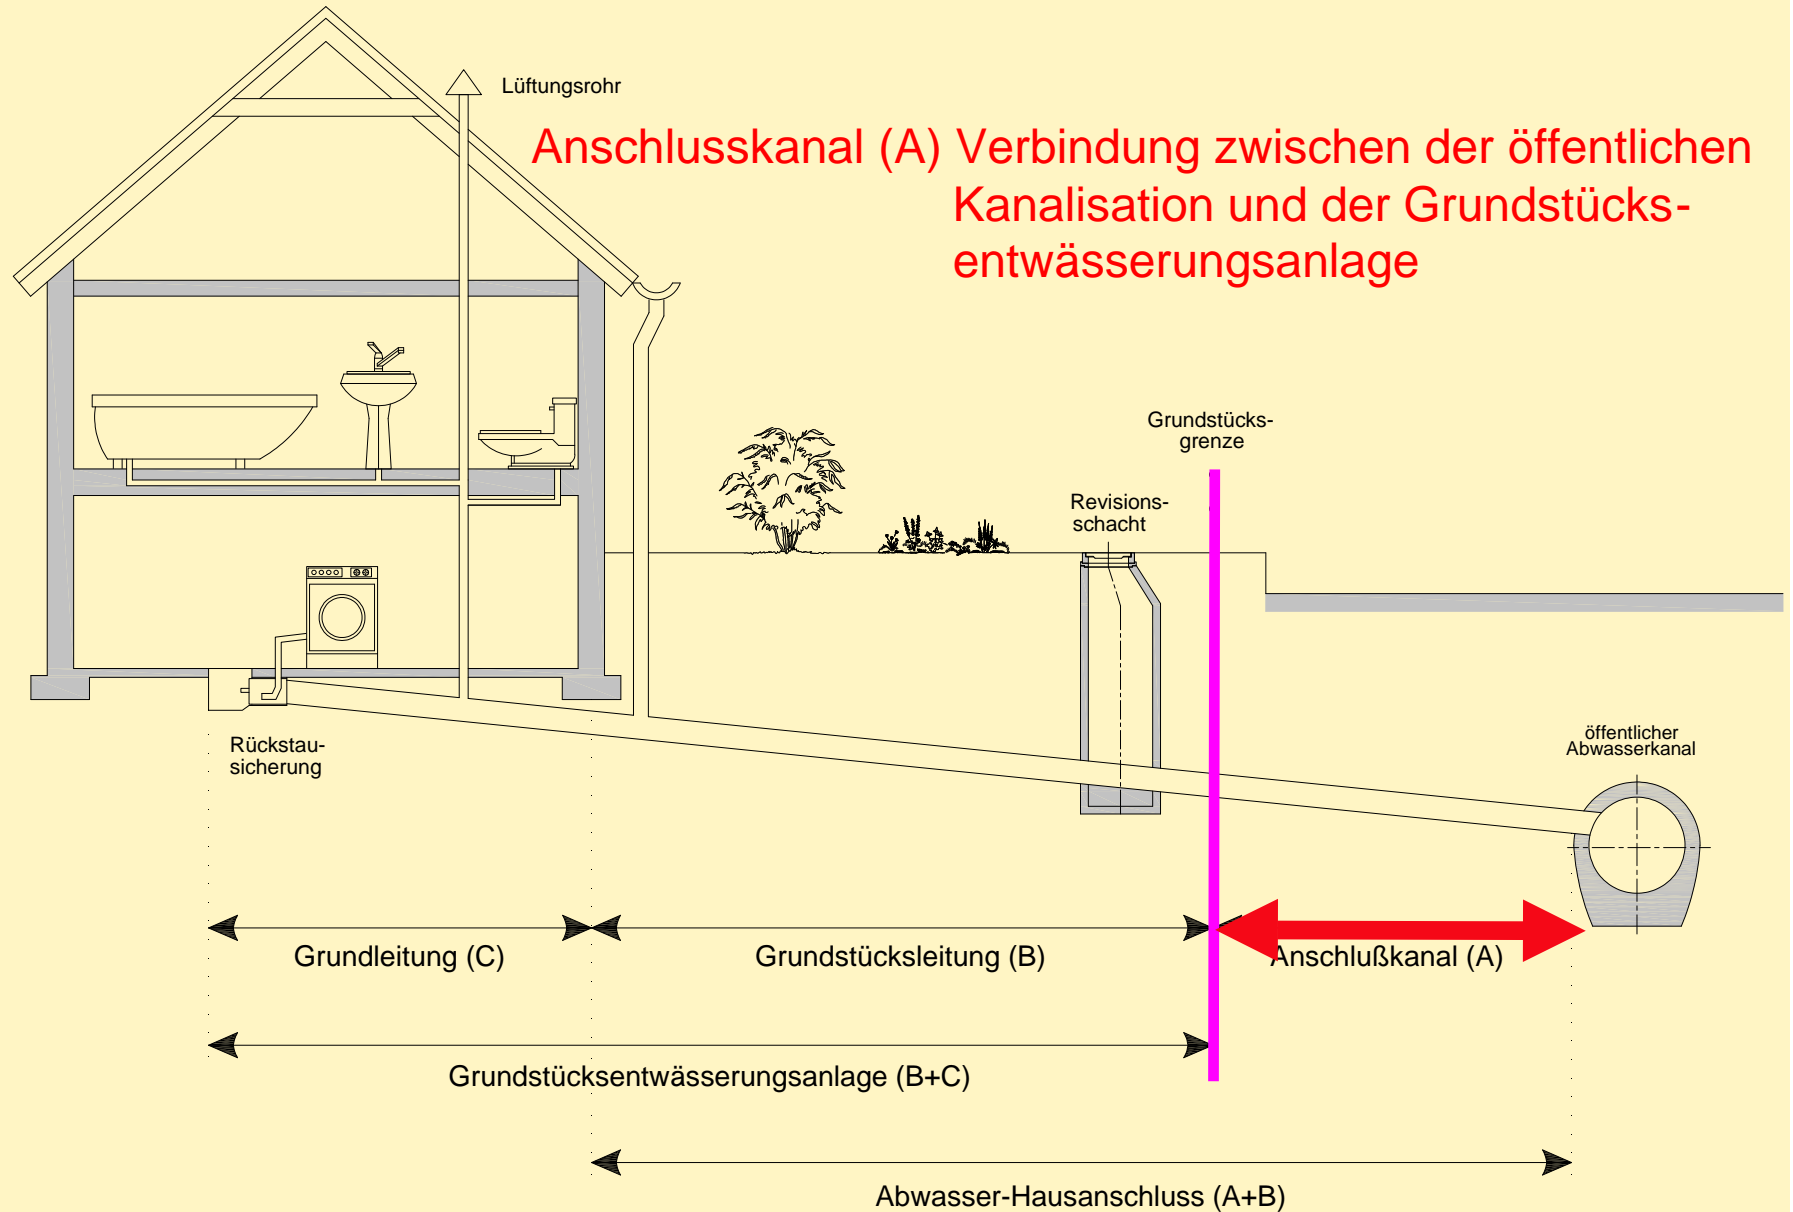 Lüftungsrohr
Anschlusskanal (A) Verbindung zwischen der öffentlichen
Kanalisation und der Grundstücks-
entwässerungsanlage
Grundstücks-
grenze
Revisions-
schacht
Rückstau-
sicherung
öffentlicher
Abwasserkanal
Grundleitung (C)
Grundstücksleitung (B)
Anschlußkanal (A)
Grundstücksentwässerungsanlage (B+C)
Abwasser-Hausanschluss (A+B)